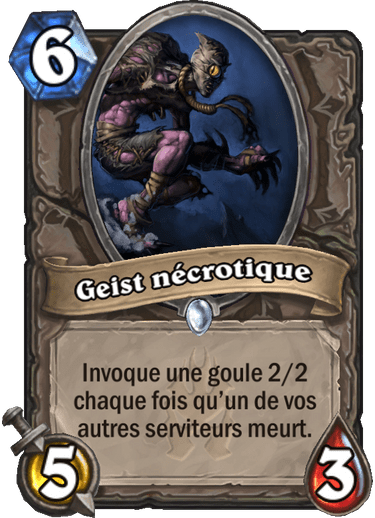 6
Geist nécrotique
Invoque une goule 2/2
chaque fois qu’un de vos
autres serviteurs meurt.
5
3